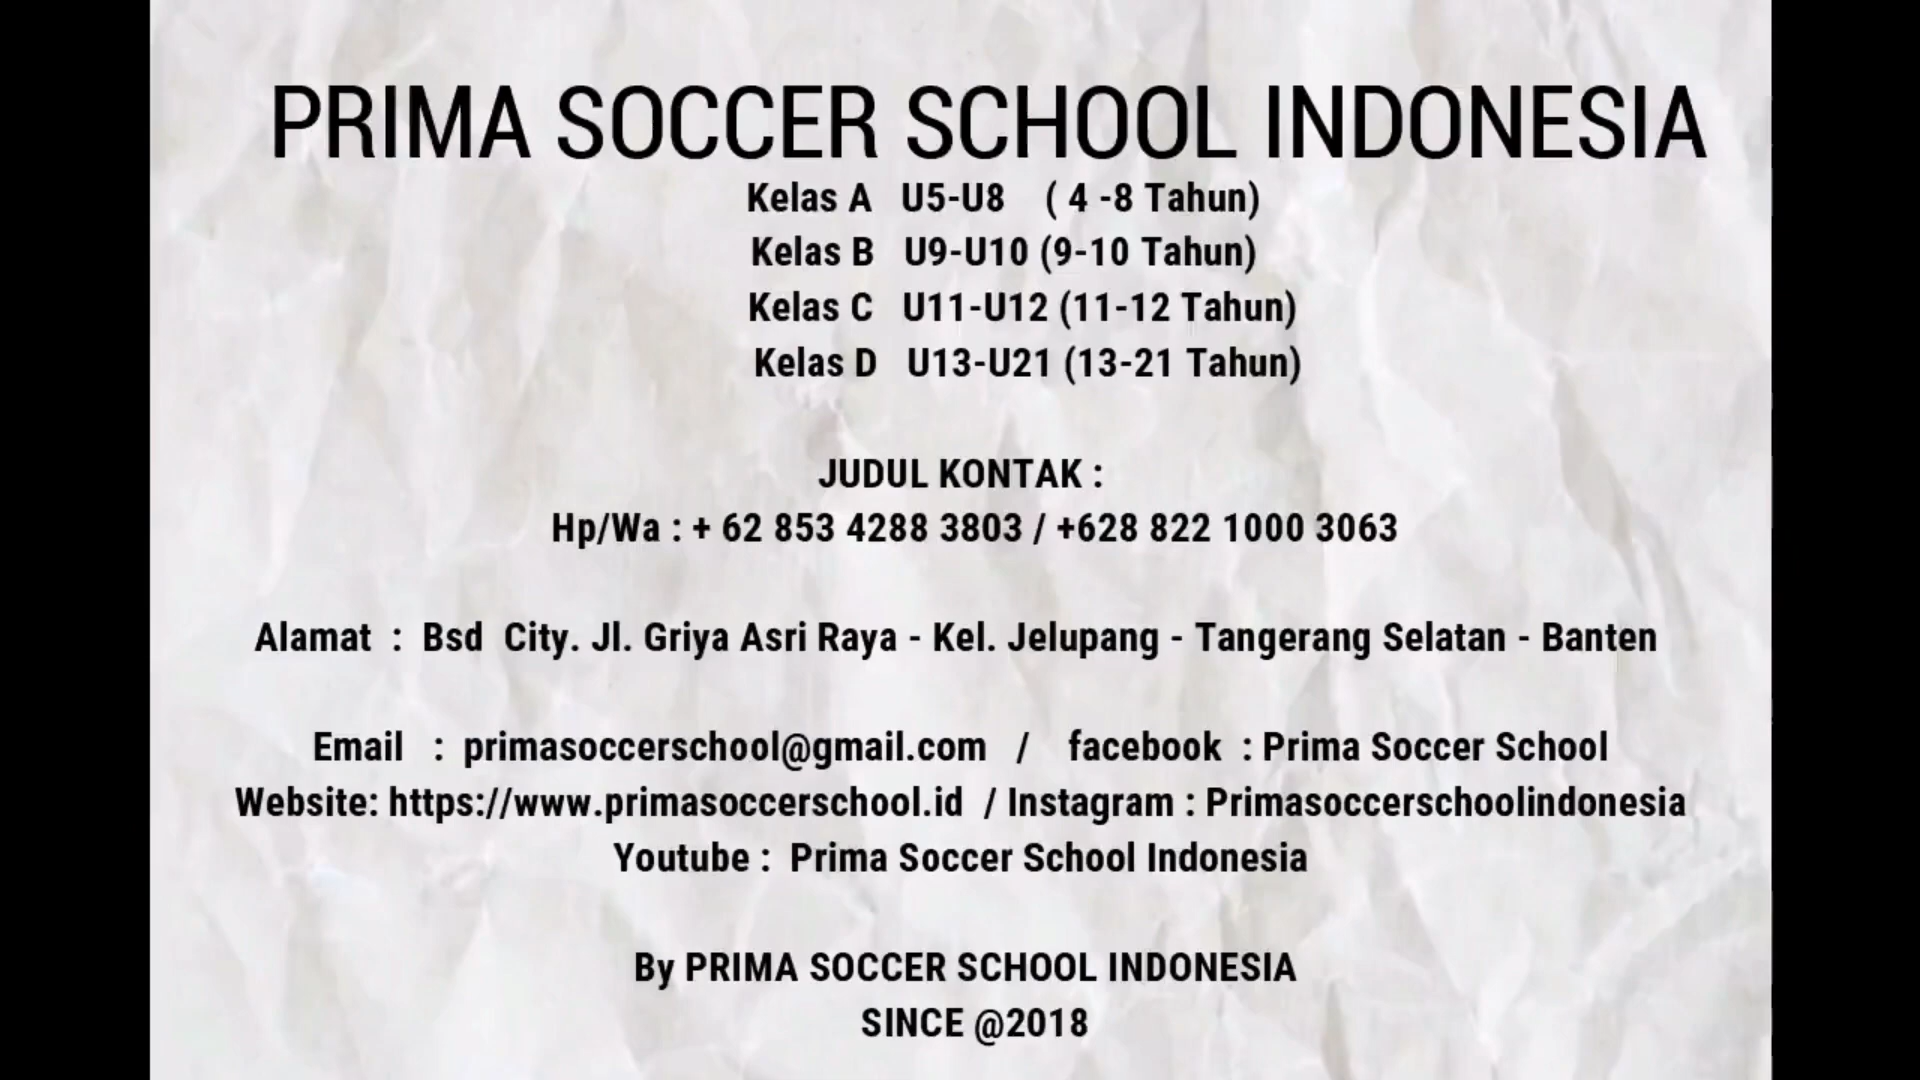 PRIMA SOCCER SCHOOL INDONESIA
Kelas A U5-U8 ( 4 -8 Tahun)
Kelas B U9-U10 (9-10 Tahun)
Kelas C U11-U12 (11-12 Tahun)
Kelas D U13-U21 (13-21 Tahun)
JUDUL KONTAK :
Hp/Wa : + 62 853 4288 3803 / +628 822 1000 3063
Alamat : Bsd City. Jl. Griya Asri Raya - Kel. Jelupang - Tangerang Selatan - Banten
Email : primasoccerschool@gmail.com / facebook : Prima Soccer School
Website: https://www.primasoccerschool.id / Instagram : Primasoccerschoolindonesia
Youtube : Prima Soccer School Indonesia
By PRIMA SOCCER SCHOOL INDONESIA
SINCE @2018